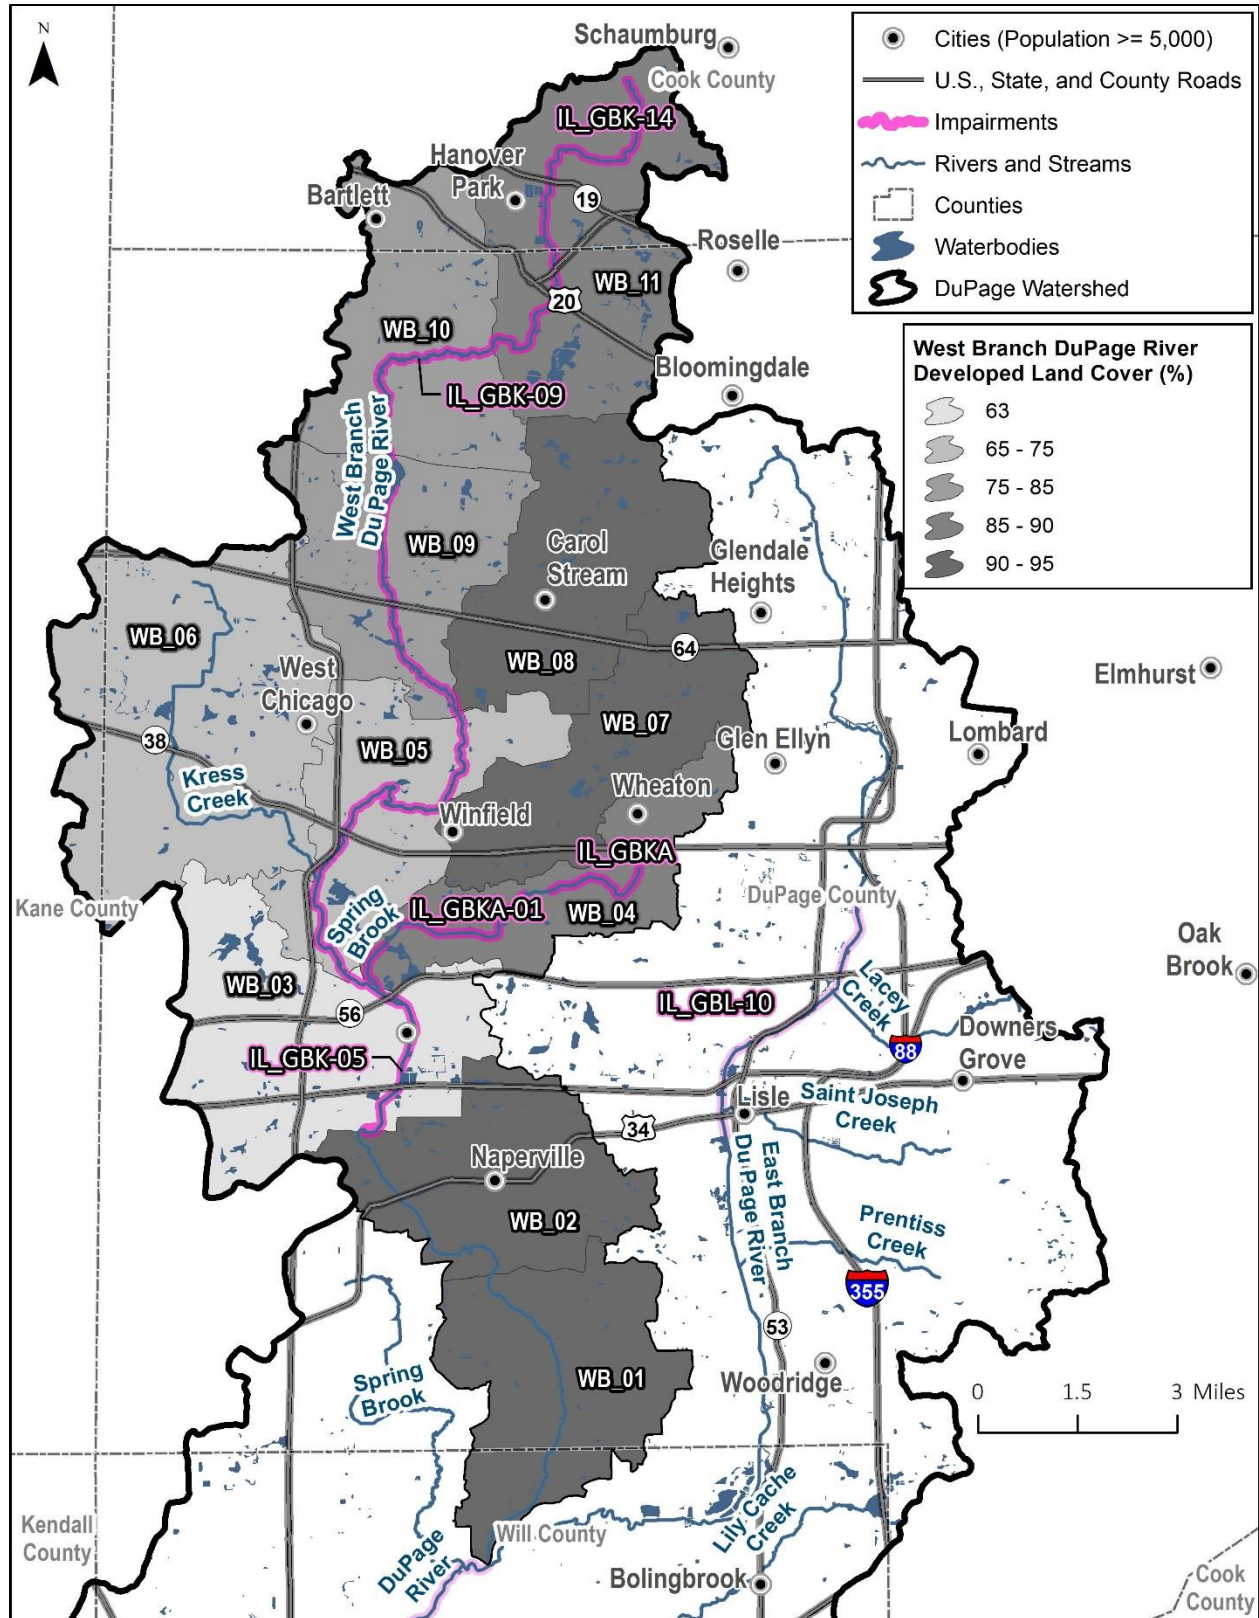 N
Schaumburg
Cook County
IL_GBK-14
Hanover
Park
Bartlett
19
Roselle
WB_11
20
WB_10
Bloomingdale
IL_GBK-09
West Branch
Du Page River
WB_09
Carol
Stream
Glendale
Heights
WB_06
64
WB_08
West
Chicago
Elmhurst
WB_07
38
WB_05
Glen Ellyn
Lombard
Kress
Creek
Wheaton
Winfield
IL_GBKA
DuPage County
Kane County
IL_GBKA-01
WB_04
Spring
Brook
Oak
Brook
WB_03
Lacey
Creek
IL_GBL-10
56
Downers
Grove
88
IL_GBK-05
Lisle
Saint Joseph
Creek
34
East Branch
Du Page River
Naperville
WB_02
Prentiss
Creek
355
53
WB_01
Woodridge
Spring
Brook
0 1.5 3 Miles
Lily Cache
Creek
Kendall
County
Will County
DuPage
River
Bolingbrook
Cook
County
Cities (Population >= 5,000)
U.S., State, and County Roads
Impairments
Rivers and Streams
Counties
Waterbodies
DuPage Watershed
West Branch DuPage River
Developed Land Cover (%)
63
65 - 75
75 - 85
85 - 90
90 - 95